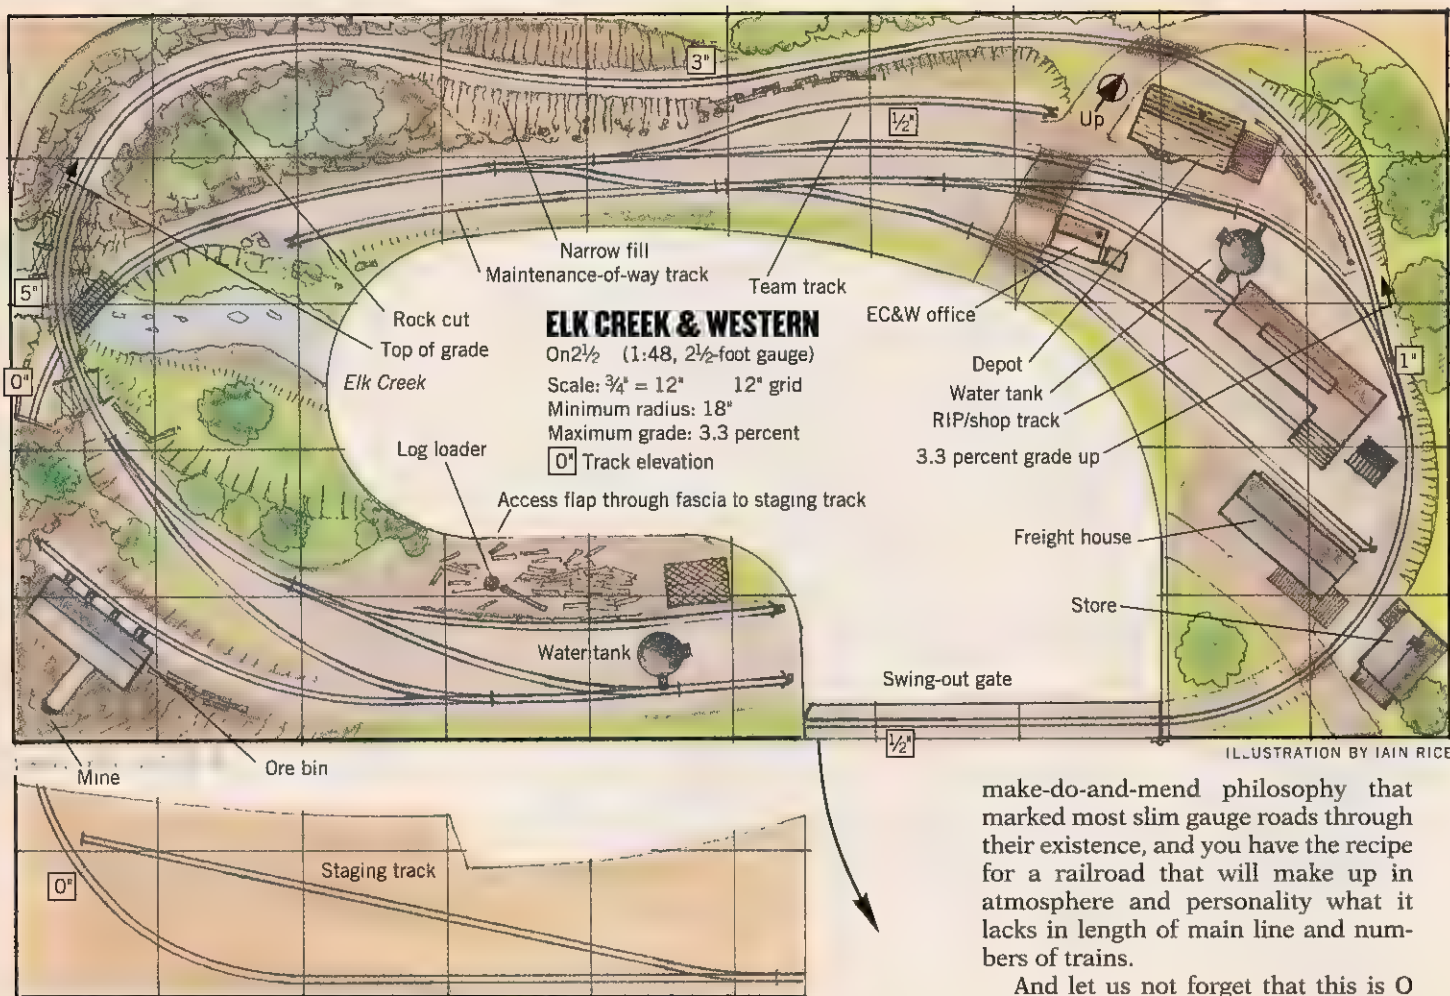 3"
½"
Up
Narrow fill
Maintenance-of-way track
Team track
5"
Rock cut
Top of grade
EC&W office
0"
Elk Creek
ELK CREEK & WESTERN
On2½ (1:48, 2½-foot gauge)
Scale: ¾" = 12" 12" grid
Minimum radius: 18"
Maximum grade: 3.3 percent
0" Track elevation
Depot
Water tank
RIP/shop track
3.3 percent grade up
1"
Log loader
Access flap through fascia to staging track
Freight house
Store
Water tank
Swing-out gate
½"
Mine
Ore bin
ILLUSTRATION BY IAIN RICE
Staging track
0"
make-do-and-mend philosophy that
marked most slim gauge roads through
their existence, and you have the recipe
for a railroad that will make up in
atmosphere and personality what it
lacks in length of main line and num-
bers of trains.
And let us not forget that this is O